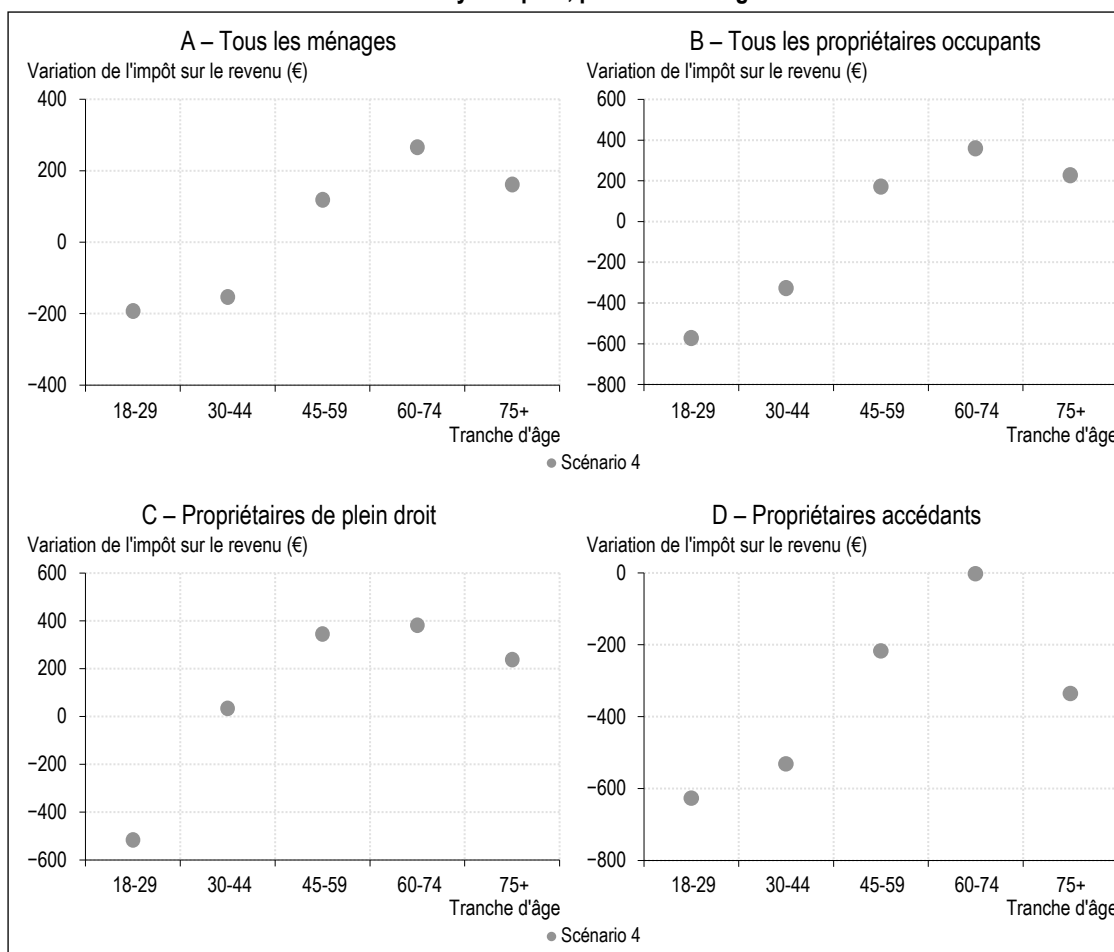 A – Tous les ménages
Variation de l'impôt sur le revenu (€)
400
200
0
−200
−400
18-29 30-44 45-59 60-74 75+
Tranche d'âge
B – Tous les propriétaires occupants
Variation de l'impôt sur le revenu (€)
600
400
200
0
−200
−400
−600
−800
18-29 30-44 45-59 60-74 75+
Tranche d'âge
Scénario 4
C – Propriétaires de plein droit
Variation de l'impôt sur le revenu (€)
600
400
200
0
−200
−400
−600
18-29 30-44 45-59 60-74 75+
Tranche d'âge
D – Propriétaires accédants
Variation de l'impôt sur le revenu (€)
0
−200
−400
−600
−800
18-29 30-44 45-59 60-74 75+
Tranche d'âge
Scénario 4